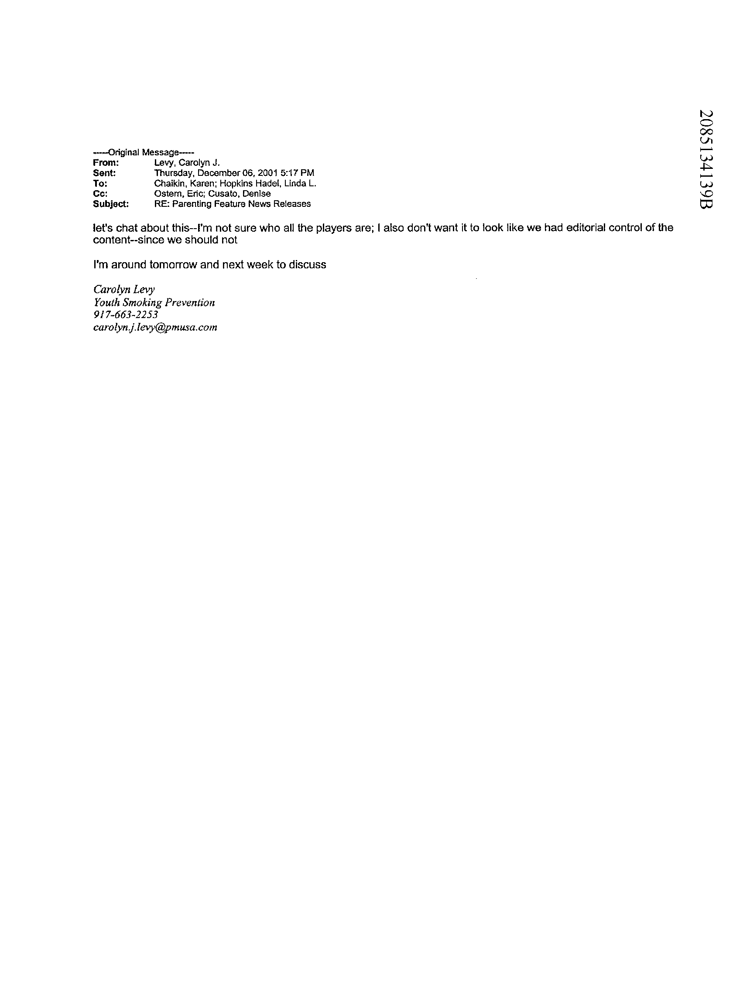 -----Original Message-----
From: Levy, Carolyn J.
Sent: Thursday, December 06, 2001 5:17 PM
To: Chaikin, Karen; Hopkins Hadel, Linda L.
Cc: Ostern, Eric; Cusato, Denise
Subject: RE: Parenting Feature News Releases
let's chat about this--I'm not sure who all the players are; I also don't want it to look like we had editorial control of the
content--since we should not
I'm around tomorrow and next week to discuss
Carolyn Levy
Youth Smoking Prevention
917-663-2253
carolyn.j.levy@pmusa.com
2085134139B